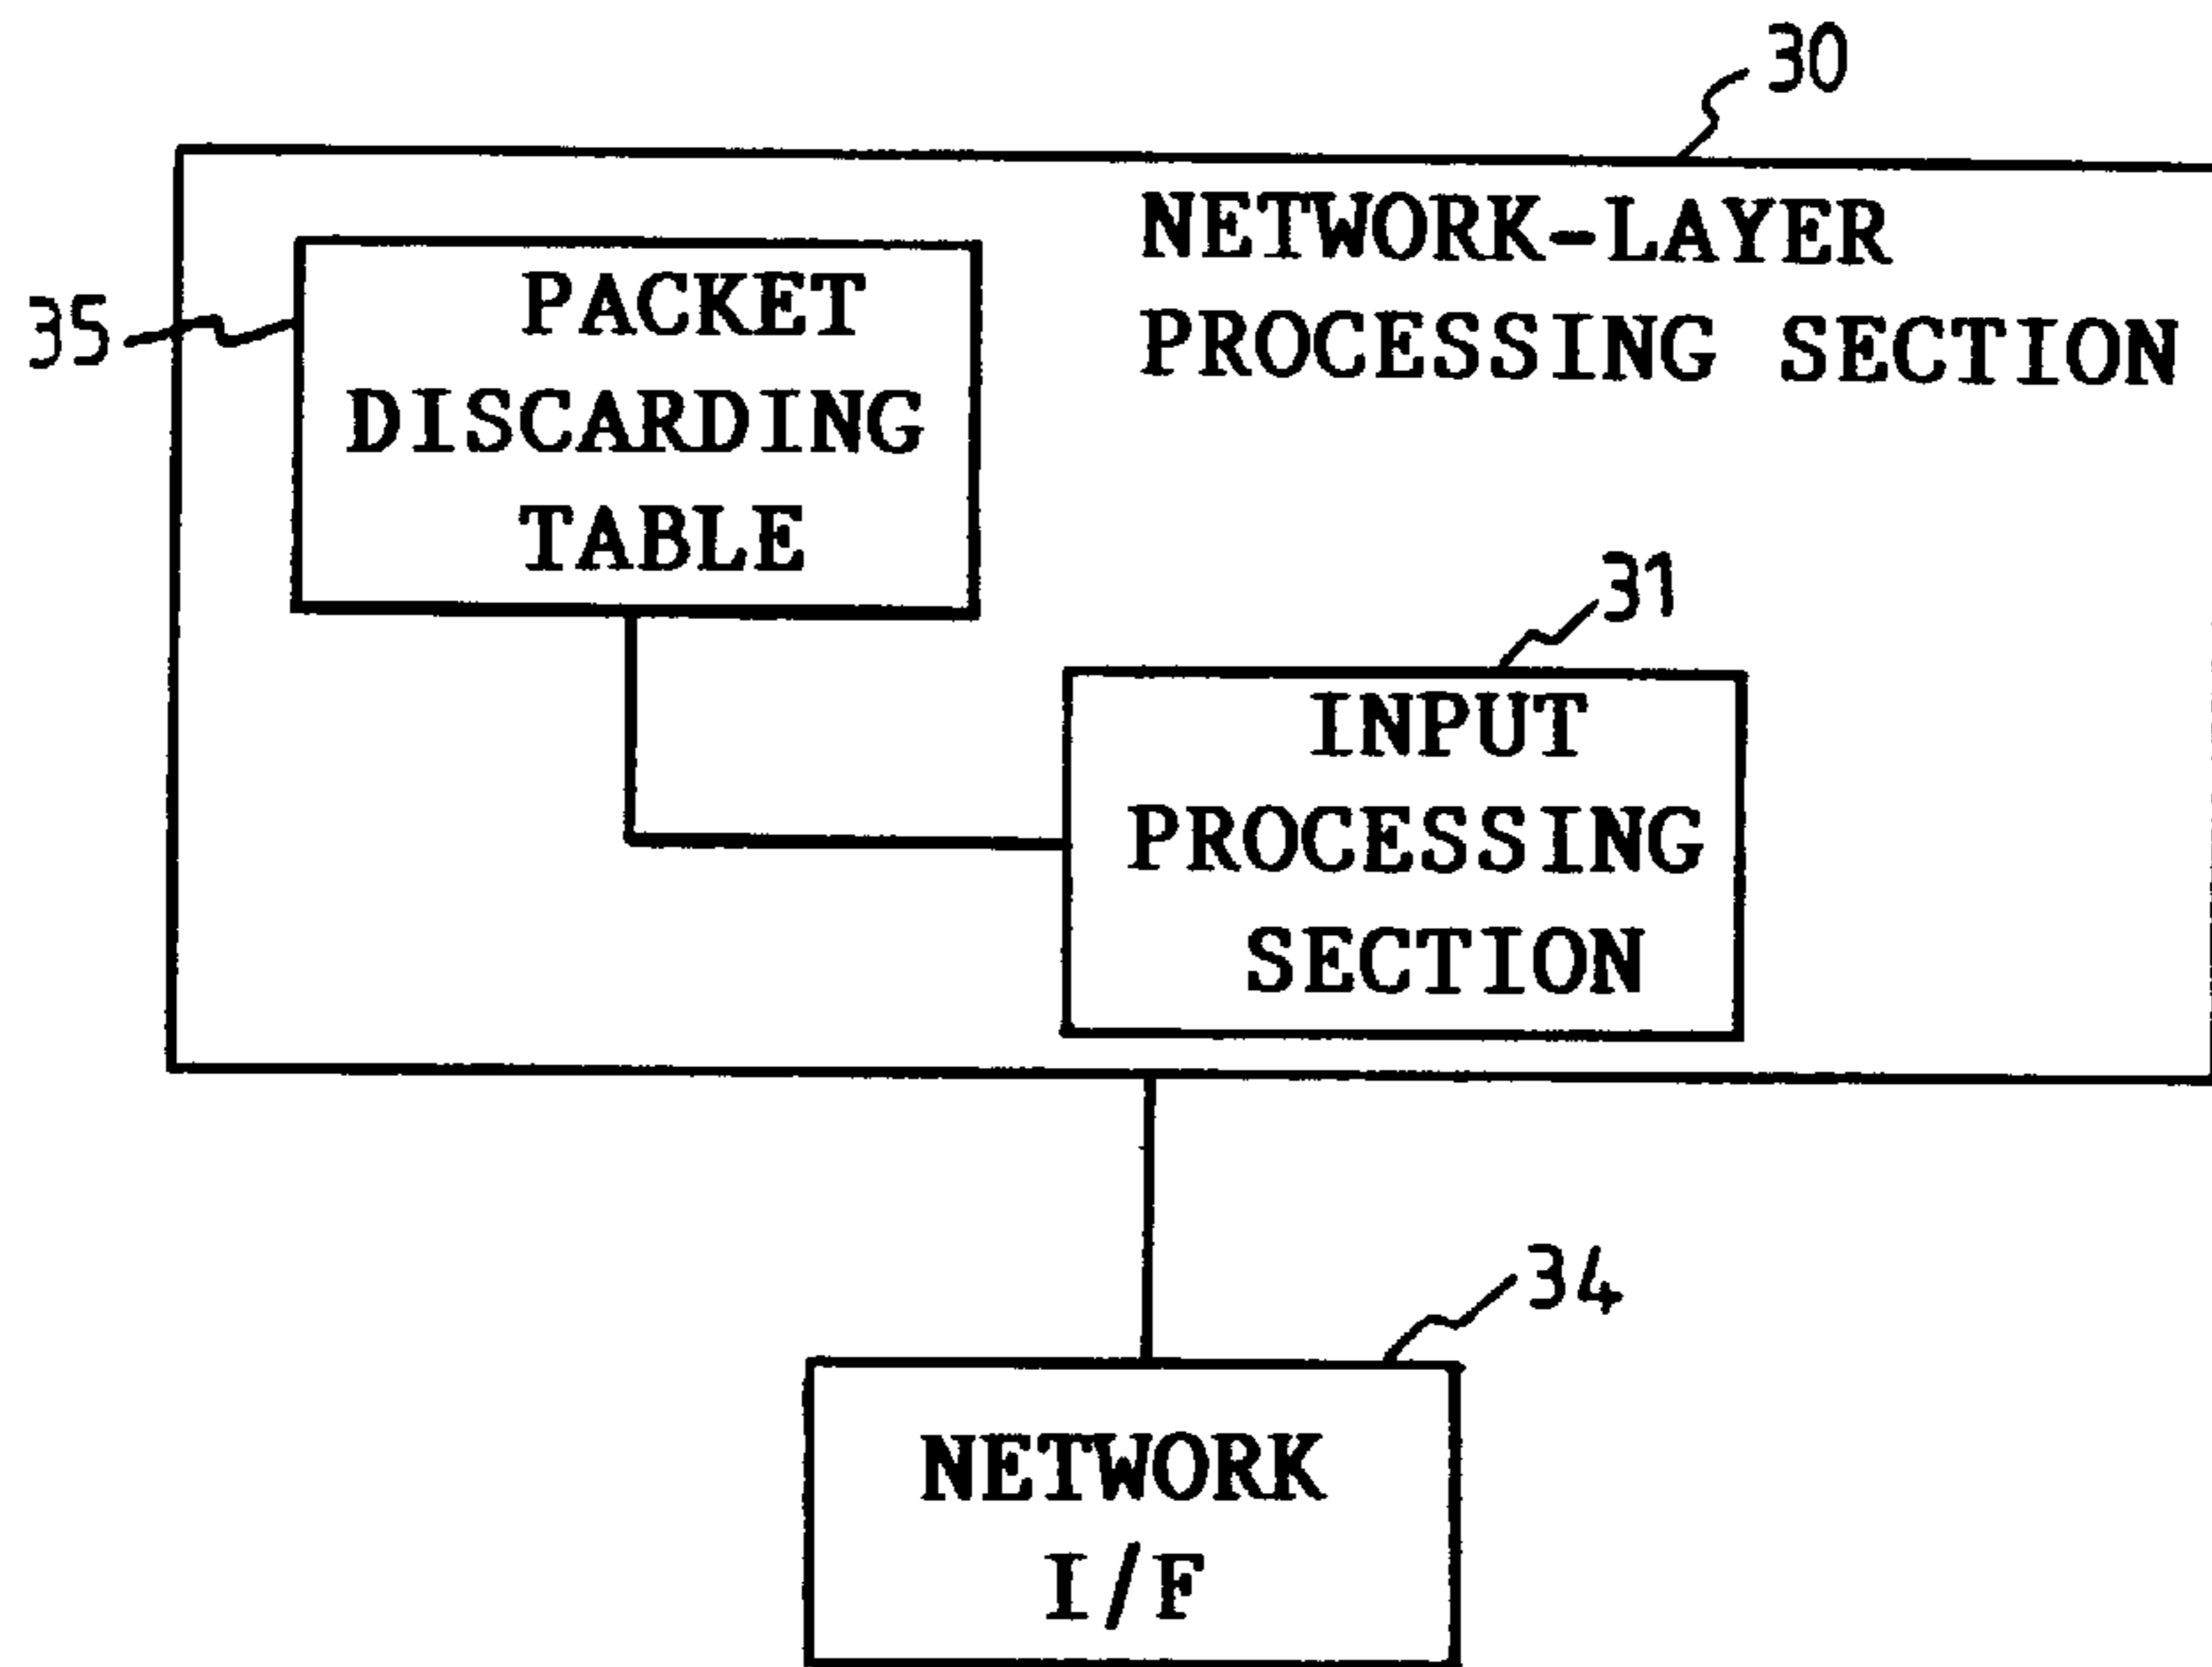 30
NETWORK-LAYER
PROCESSING SECTION
35
PACKET
DISCARDING
TABLE
31
INPUT
PROCESSING
SECTION
34
NETWORK
I/F